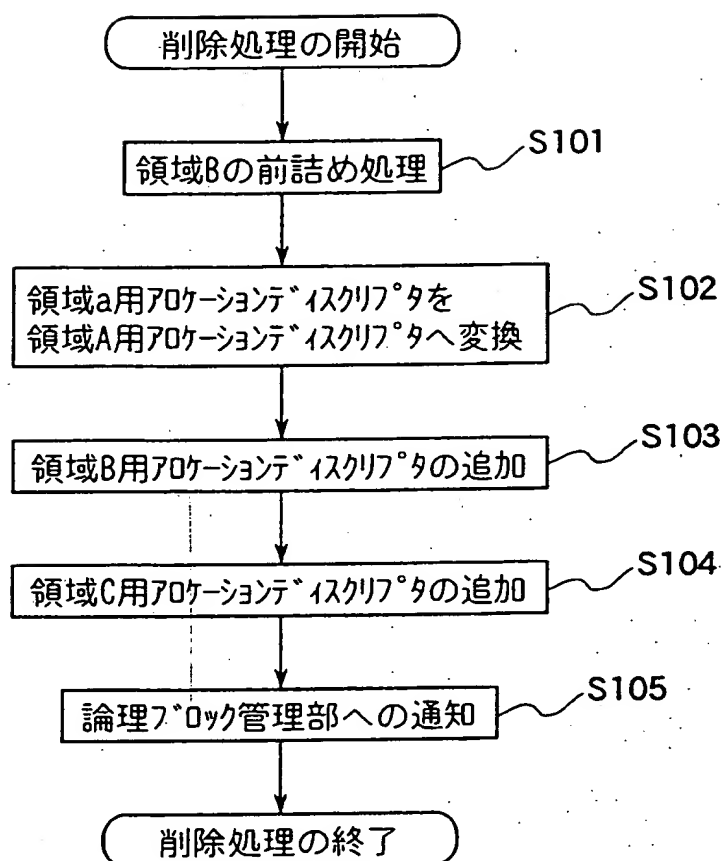 削除処理の開始
領域Bの前詰め処理
S101
領域a用ｱﾛｹｰｼｮﾝﾃﾞｨｽｸﾘﾌﾟﾀを
領域A用ｱﾛｹｰｼｮﾝﾃﾞｨｽｸﾘﾌﾟﾀへ変換
S102
領域B用ｱﾛｹｰｼｮﾝﾃﾞｨｽｸﾘﾌﾟﾀの追加
S103
領域C用ｱﾛｹｰｼｮﾝﾃﾞｨｽｸﾘﾌﾟﾀの追加
S104
論理ﾌﾞﾛｯｸ管理部への通知
S105
削除処理の終了